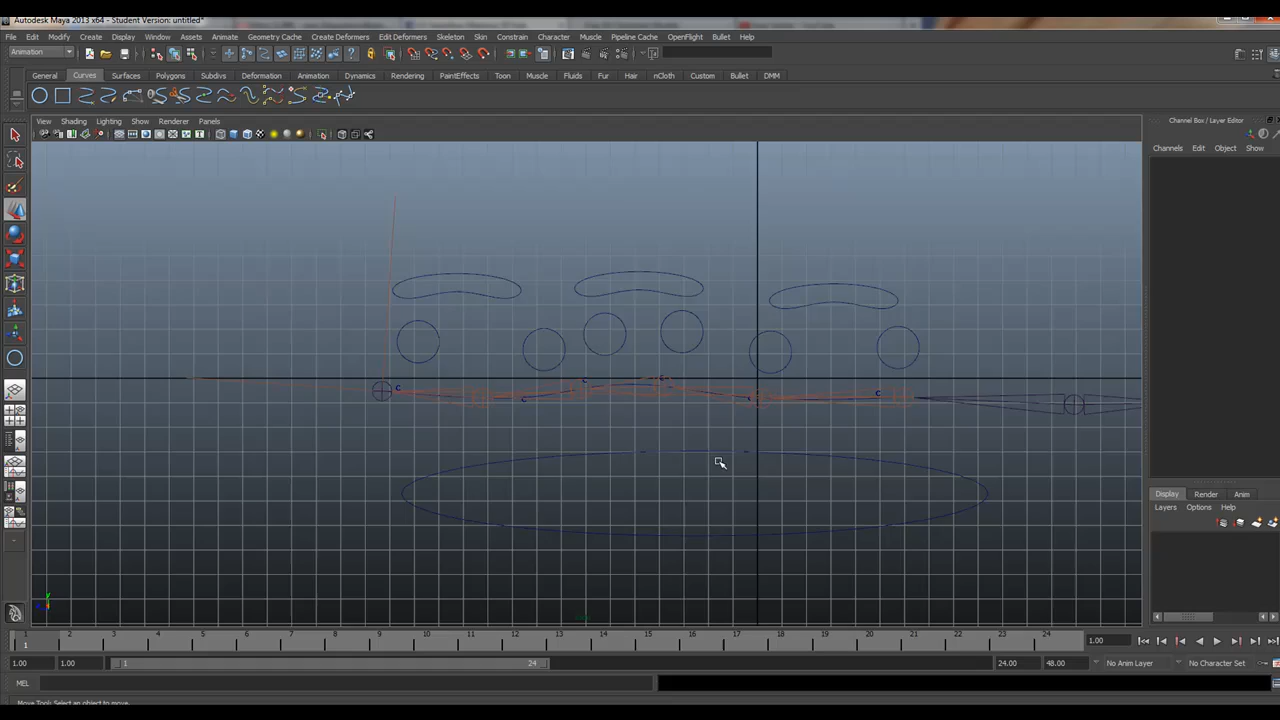 Autodesk Maya 2013 x64 - Student Version: untitled*
File Edit Modify Create Display Window Assets Animate Geometry Cache Create Deformers Edit Deformers Skeleton Skin Constrain Character Muscle Pipeline Cache OpenFlight Bullet Help
Animation
General Curves Surfaces Polygons Subdivs Deformation Animation Dynamics Rendering PaintEffects Toon Muscle Fluids Fur Hair nCloth Custom Bullet DMM
View Shading Lighting Show Renderer Panels
Channel Box / Layer Editor
Channels Edit Object Show
Display Render Anim
Layers Options Help
1 2 3 4 5 6 7 8 9 10 11 12 13 14 15 16 17 18 19 20 21 22 23 24
1
1.00
1.00 1.00 1 24 24.00 48.00 No Anim Layer No Character Set
MEL
Move Tool: Select an object to move.